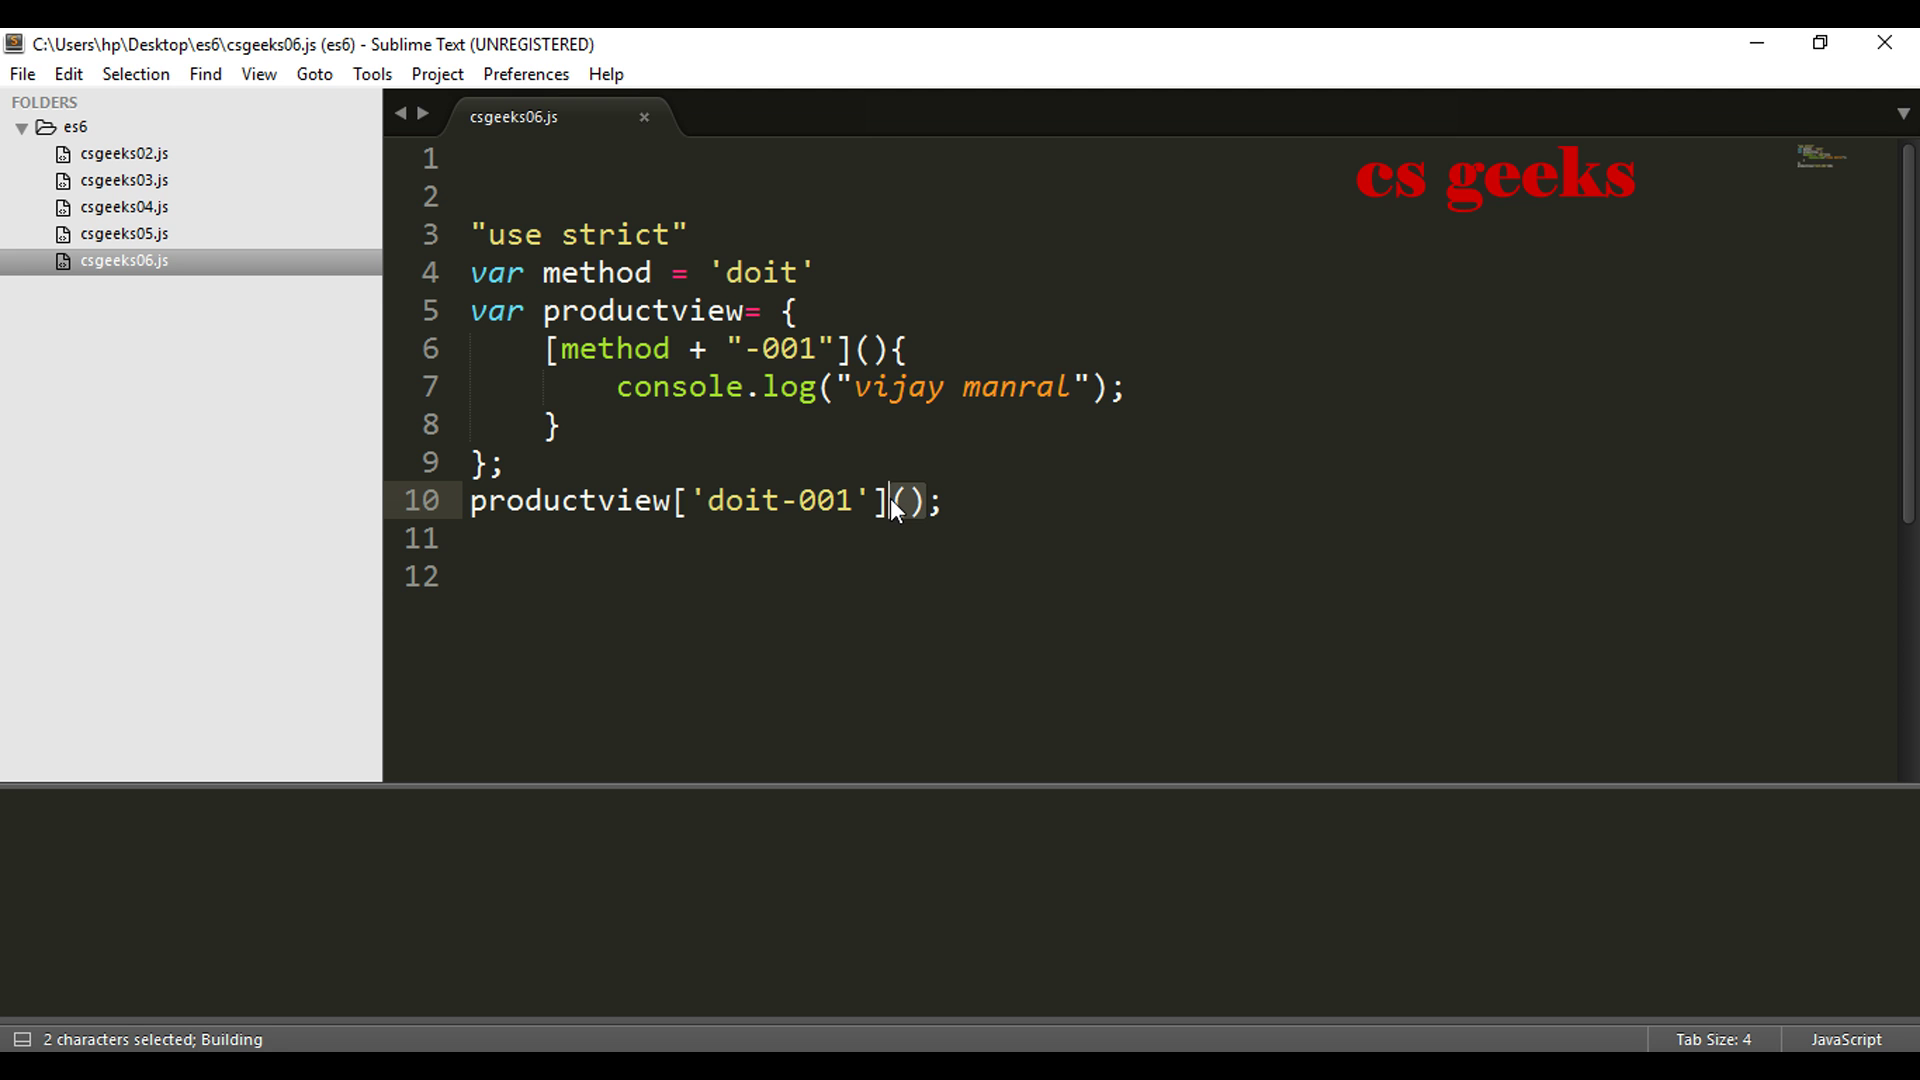 C:\Users\hp\Desktop\es6\csgeeks06.js (es6) - Sublime Text (UNREGISTERED)
File Edit Selection Find View Goto Tools Project Preferences Help
FOLDERS
es6
csgeeks02.js
csgeeks03.js
csgeeks04.js
csgeeks05.js
csgeeks06.js
csgeeks06.js
cs geeks
1
2
3 "use strict"
4 var method = 'doit'
5 var productview= {
6 [method + "-001"](){
7 console.log("vijay manral");
8 }
9 };
10 productview['doit-001']();
11
12
2 characters selected; Building
Tab Size: 4
JavaScript